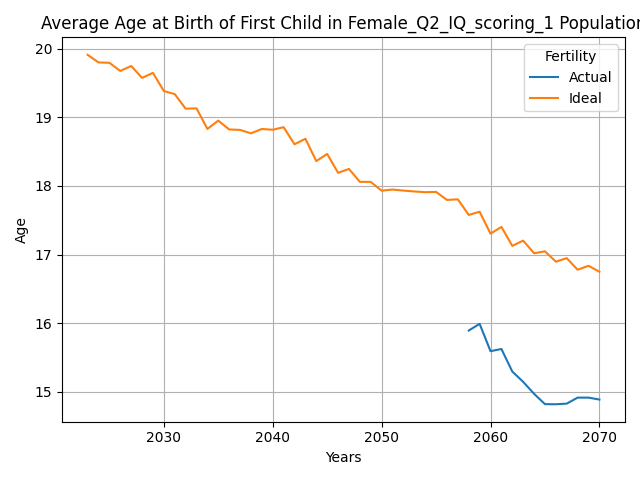 Average Age at Birth of First Child in Female_Q2_IQ_scoring_1 Population
Fertility
Actual
Ideal
20
19
18
17
16
15
Age
2030 2040 2050 2060 2070
Years